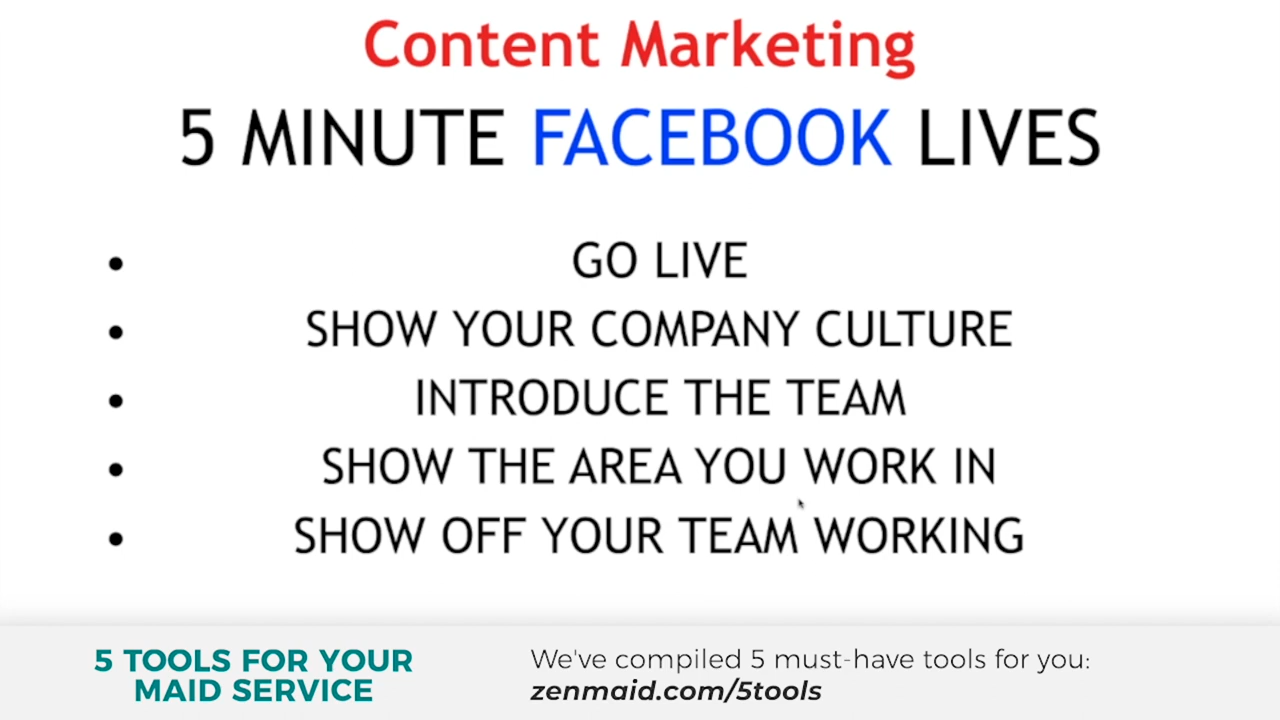 Content Marketing
5 MINUTE FACEBOOK LIVES
• GO LIVE
• SHOW YOUR COMPANY CULTURE
• INTRODUCE THE TEAM
• SHOW THE AREA YOU WORK IN
• SHOW OFF YOUR TEAM WORKING
5 TOOLS FOR YOUR
MAID SERVICE
We've compiled 5 must-have tools for you:
zenmaid.com/5tools